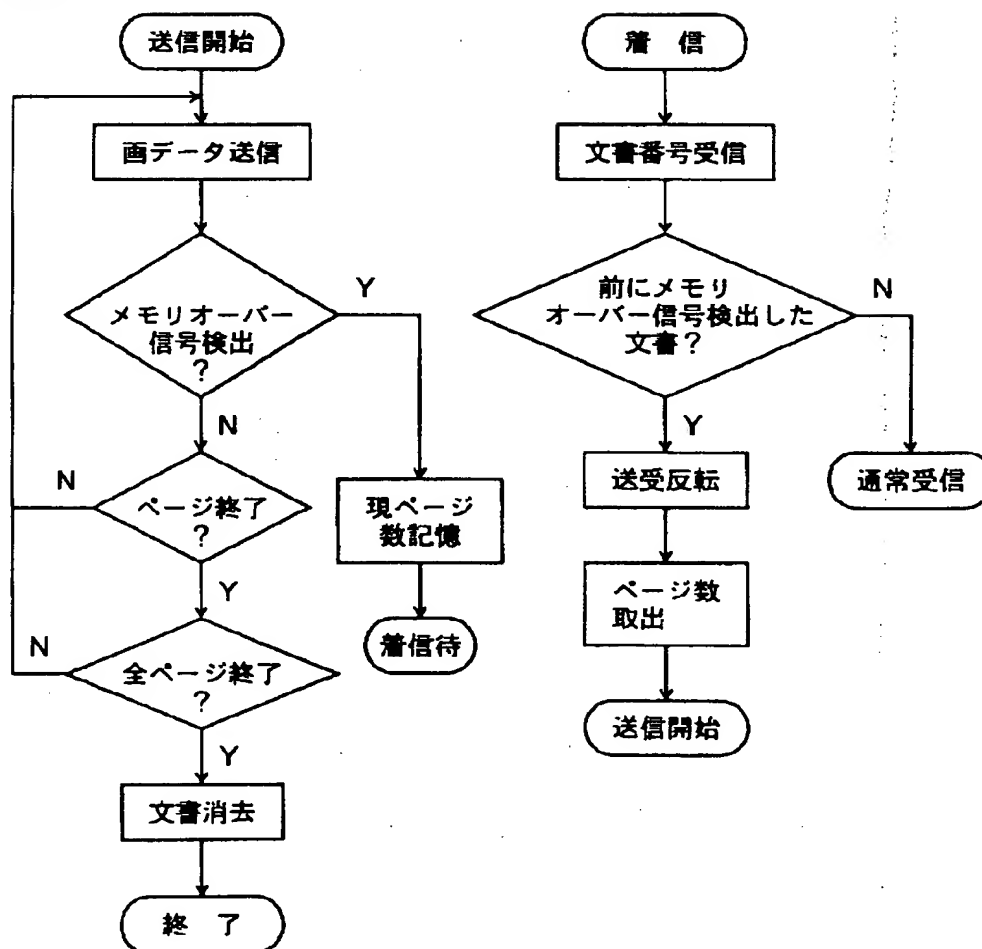 送信開始
画データ送信
メモリオーバー
信号検出
?
Y
N
ページ終了
?
N
Y
現ページ
数記憶
着信待
全ページ終了
?
N
Y
文書消去
終 了
着 信
文書番号受信
前にメモリ
オーバー信号検出した
文書?
N
Y
通常受信
送受反転
ページ数
取出
送信開始